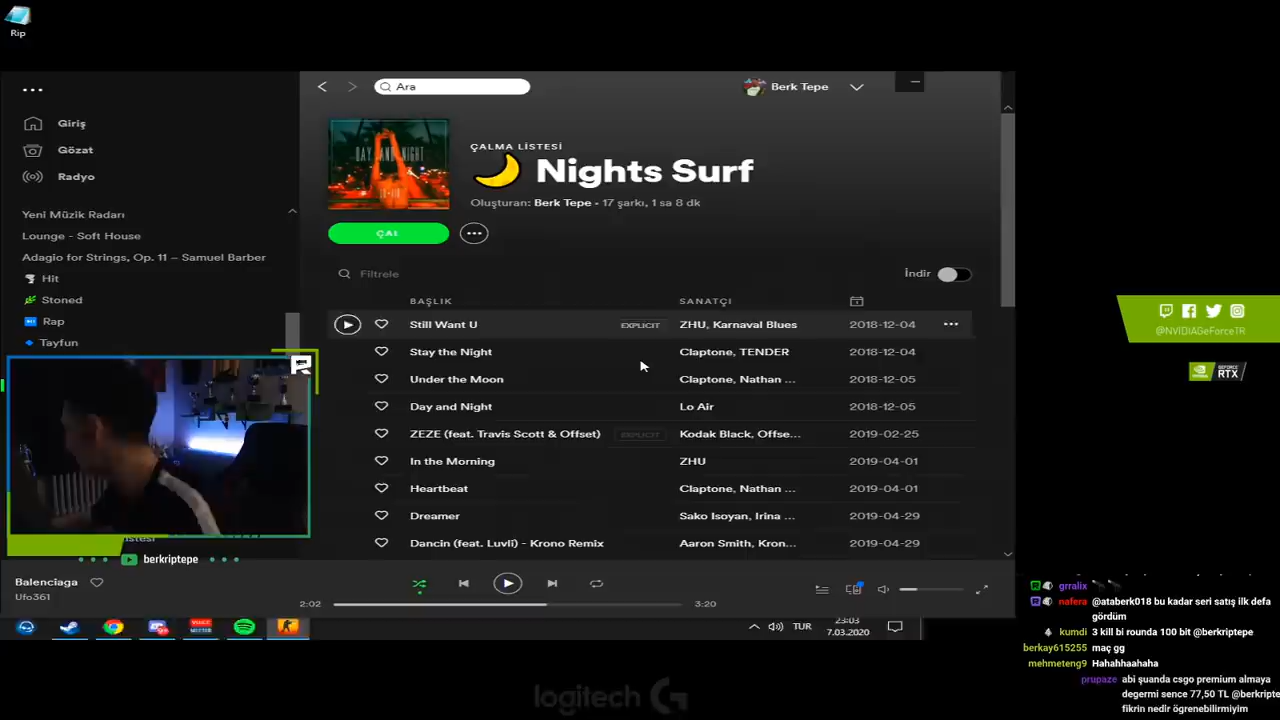 Rip
Ara
Berk Tepe
Giriş
Gözat
Radyo
Yeni Müzik Radarı
Lounge - Soft House
Adagio for Strings, Op. 11 – Samuel Barber
Hit
Stoned
Rap
Tayfun
DAY AND NIGHT
ÇALMA LİSTESİ
Nights Surf
Oluşturan: Berk Tepe • 17 şarkı, 1 sa 8 dk
ÇAL
Filtrele
İndir
BAŞLIK SANATÇI
Still Want U EXPLICIT ZHU, Karnaval Blues 2018-12-04
Stay the Night Claptone, TENDER 2018-12-04
Under the Moon Claptone, Nathan ... 2018-12-05
Day and Night Lo Air 2018-12-05
ZEZE (feat. Travis Scott & Offset) EXPLICIT Kodak Black, Offse... 2019-02-25
In the Morning ZHU 2019-04-01
Heartbeat Claptone, Nathan ... 2019-04-01
Dreamer Sako Isoyan, Irina ... 2019-04-29
Dancin (feat. Luvli) - Krono Remix Aaron Smith, Kron... 2019-04-29
berkriptepe
Balenciaga
Ufo361
2:02
3:20
TUR
23:03
7.03.2020
logitech G
@NVIDIAGeForceTR
NVIDIA
GEFORCE
RTX
grralix
nafera @ataberk018 bu kadar seri satış ilk defa
gördüm
kumdi 3 kill bi rounda 100 bit @berkriptepe
berkay615255 maç gg
mehmeteng9 Hahahhaahaha
prupaze abi şuanda csgo premium almaya
degermi sence 77,50 TL @berkripte
fikrin nedir ögrenebilirmiyim